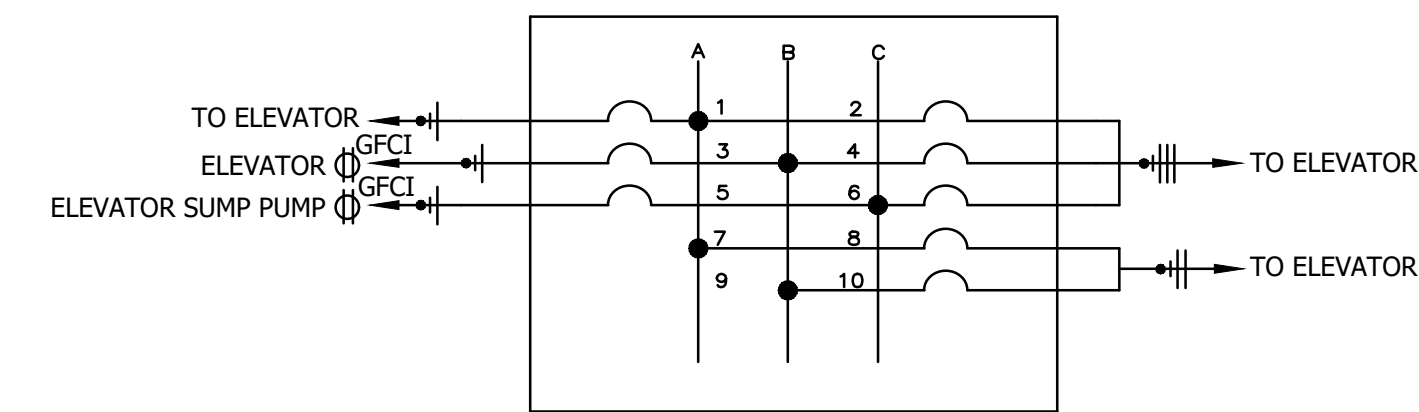 A B C
TO ELEVATOR 1 2
GFCI
ELEVATOR 3 4 TO ELEVATOR
GFCI
ELEVATOR SUMP PUMP 5 6
7 8
TO ELEVATOR
9 10